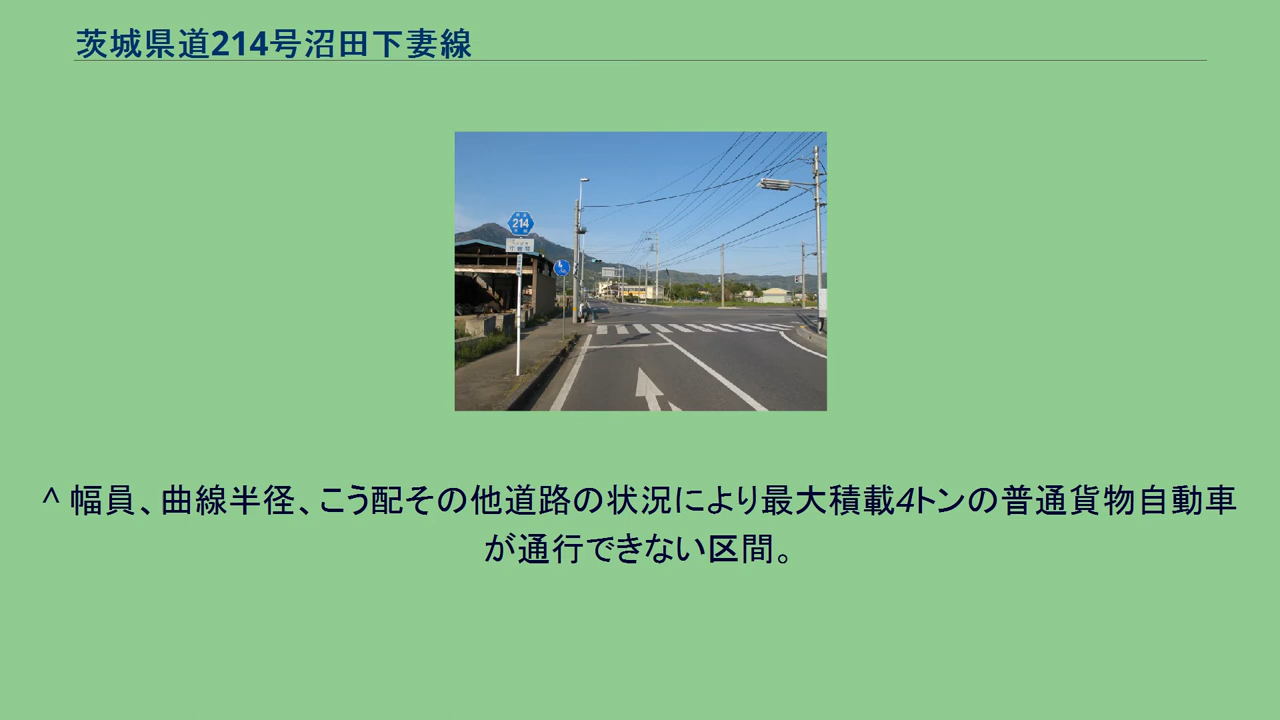 茨城県道214号沼田下妻線
214
^ 幅員、曲線半径、こう配その他道路の状況により最大積載4トンの普通貨物自動車
が通行できない区間。